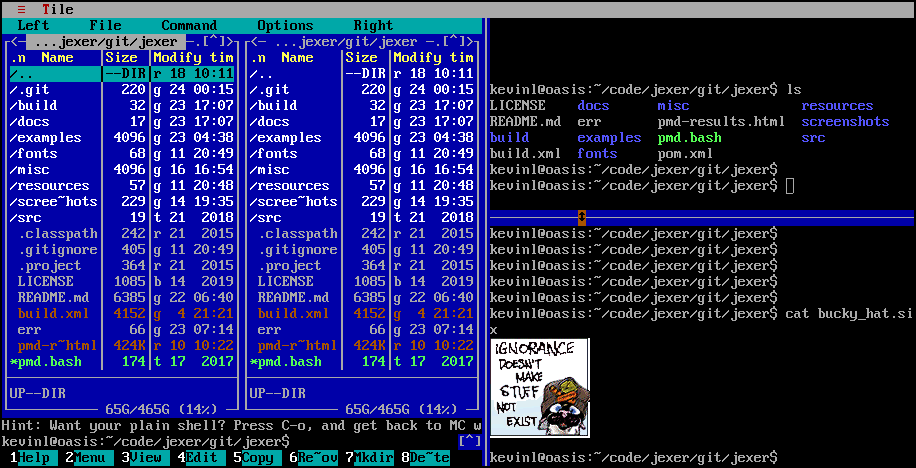 ≡ Tile
Left File Command Options Right
┌<─ ...jexer/git/jexer ─.[^]>┐
.n Name Size Modify tim
/.. --DIR r 18 10:11
/.git 220 g 24 00:15
/build 32 g 23 17:07
/docs 17 g 23 17:07
/examples 4096 g 23 04:38
/fonts 68 g 11 20:49
/misc 4096 g 16 16:54
/resources 57 g 11 20:48
/scree~hots 229 g 14 19:35
/src 19 t 21 2018
.classpath 242 r 21 2015
.gitignore 405 g 11 20:49
.project 364 r 21 2015
LICENSE 1085 b 14 2019
README.md 6385 g 22 06:40
build.xml 4152 g 4 21:21
err 66 g 23 07:14
pmd-r~html 424K r 10 10:22
*pmd.bash 174 t 17 2017
UP--DIR
65G/465G (14%)
┌<─ ...jexer/git/jexer ─.[^]>┐
.n Name Size Modify tim
/.. --DIR r 18 10:11
/.git 220 g 24 00:15
/build 32 g 23 17:07
/docs 17 g 23 17:07
/examples 4096 g 23 04:38
/fonts 68 g 11 20:49
/misc 4096 g 16 16:54
/resources 57 g 11 20:48
/scree~hots 229 g 14 19:35
/src 19 t 21 2018
.classpath 242 r 21 2015
.gitignore 405 g 11 20:49
.project 364 r 21 2015
LICENSE 1085 b 14 2019
README.md 6385 g 22 06:40
build.xml 4152 g 4 21:21
err 66 g 23 07:14
pmd-r~html 424K r 10 10:22
*pmd.bash 174 t 17 2017
UP--DIR
65G/465G (14%)
Hint: Want your plain shell? Press C-o, and get back to MC w
kevinl@oasis:~/code/jexer/git/jexer$ [^]
1Help 2Menu 3View 4Edit 5Copy 6Re~ov 7Mkdir 8De~te
kevinl@oasis:~/code/jexer/git/jexer$ ls
LICENSE docs misc resources
README.md err pmd-results.html screenshots
build examples pmd.bash src
build.xml fonts pom.xml
kevinl@oasis:~/code/jexer/git/jexer$
kevinl@oasis:~/code/jexer/git/jexer$
kevinl@oasis:~/code/jexer/git/jexer$
kevinl@oasis:~/code/jexer/git/jexer$
kevinl@oasis:~/code/jexer/git/jexer$
kevinl@oasis:~/code/jexer/git/jexer$
kevinl@oasis:~/code/jexer/git/jexer$
kevinl@oasis:~/code/jexer/git/jexer$ cat bucky_hat.si
x
IGNORANCE
DOESN'T
MAKE
STUFF
NOT
EXIST
kevinl@oasis:~/code/jexer/git/jexer$